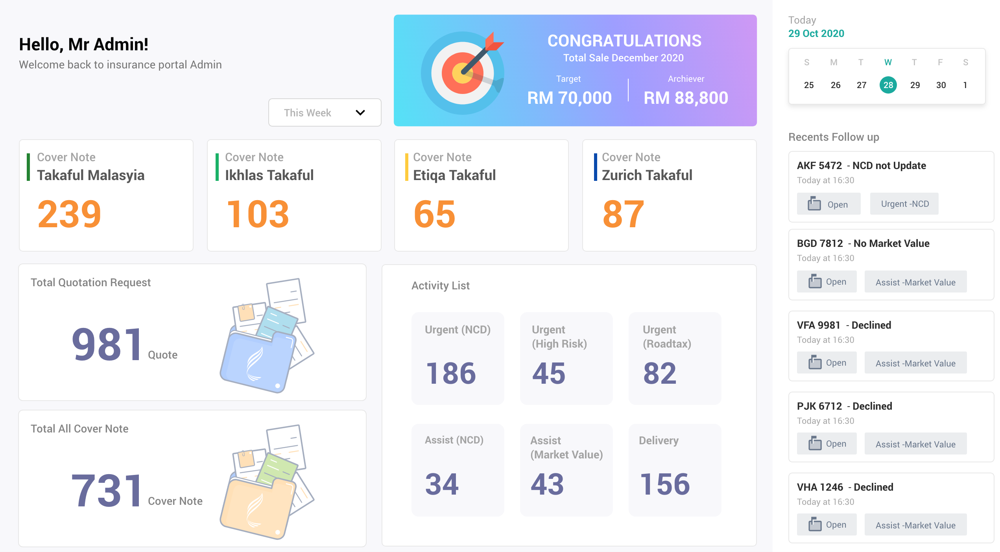 Hello, Mr Admin!
Welcome back to insurance portal Admin
This Week
CONGRATULATIONS
Total Sale December 2020
Target
RM 70,000
Archiever
RM 88,800
Cover Note
Takaful Malasyia
239
Cover Note
Ikhlas Takaful
103
Cover Note
Etiqa Takaful
65
Cover Note
Zurich Takaful
87
Total Quotation Request
981 Quote
Total All Cover Note
731 Cover Note
Activity List
Urgent (NCD)
186
Urgent
(High Risk)
45
Urgent
(Roadtax)
82
Assist (NCD)
34
Assist
(Market Value)
43
Delivery
156
Today
29 Oct 2020
S M T W T F S
25 26 27 28 29 30 1
Recents Follow up
AKF 5472 - NCD not Update
Today at 16:30
Open Urgent -NCD
BGD 7812 - No Market Value
Today at 16:30
Open Assist -Market Value
VFA 9981 - Declined
Today at 16:30
Open Assist -Market Value
PJK 6712 - Declined
Today at 16:30
Open Assist -Market Value
VHA 1246 - Declined
Today at 16:30
Open Assist -Market Value